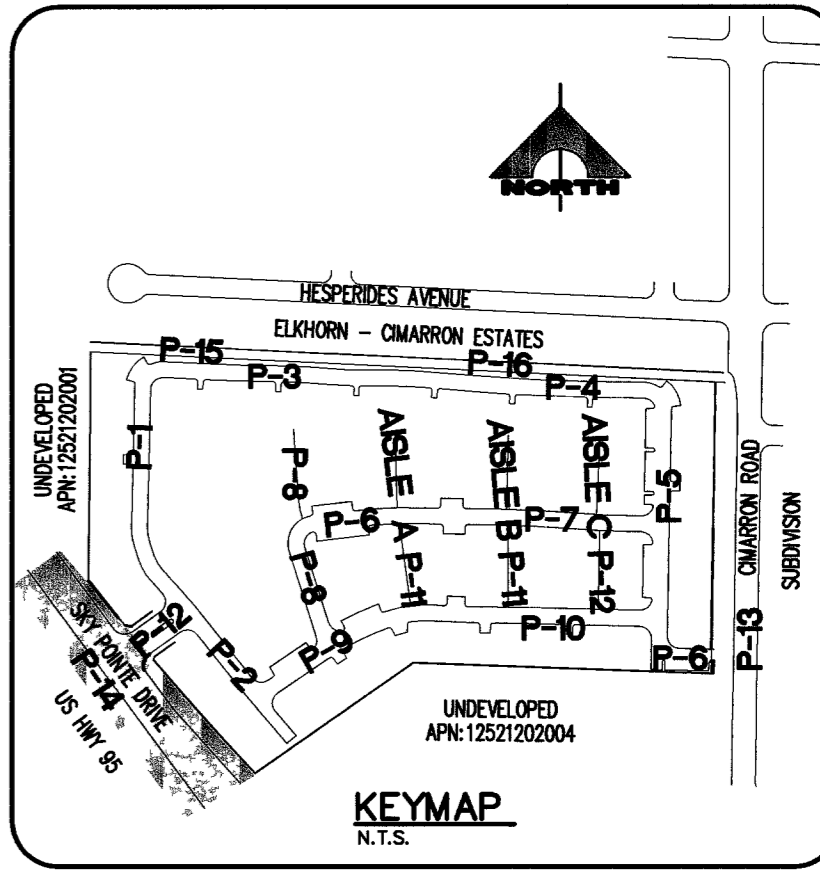 NORTH
HESPERIDES AVENUE
ELKHORN – CIMARRON ESTATES
P-15
P-16
P-3
P-4
UNDEVELOPED
APN: 12521202001
P-1
P-8
AISLE A
AISLE B
AISLE C
P-5
CIMARRON ROAD
SUBDIVISION
P-6
P-7
P-8
P-11
P-11
P-12
P-12
P-10
P-9
P-2
P-6
P-13
SKY POINTE DRIVE
P-14
US HWY 95
UNDEVELOPED
APN: 12521202004
KEYMAP
N.T.S.